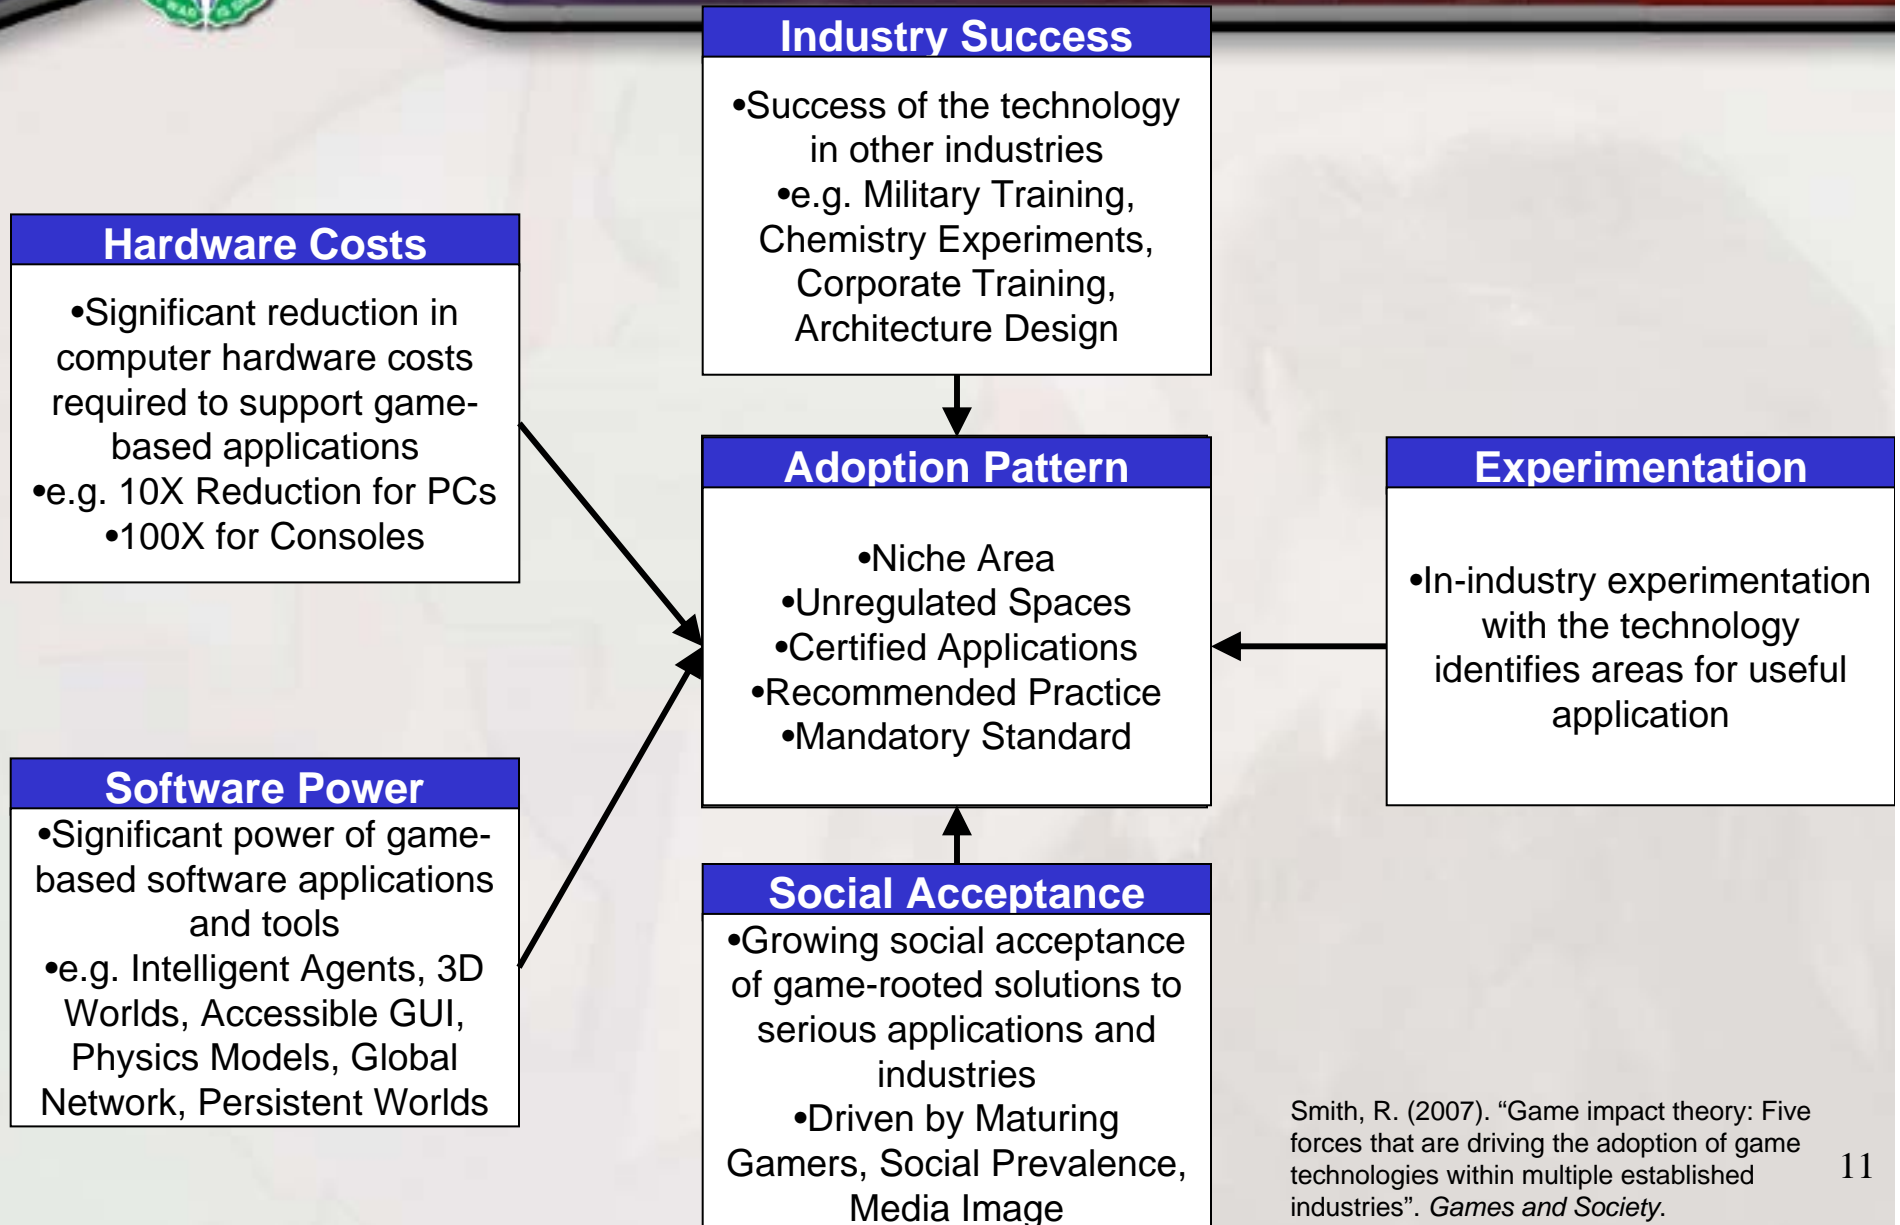 WAR IS
Industry Success
•Success of the technology
in other industries
•e.g. Military Training,
Chemistry Experiments,
Corporate Training,
Architecture Design
Hardware Costs
•Significant reduction in
computer hardware costs
required to support game-
based applications
•e.g. 10X Reduction for PCs
•100X for Consoles
Adoption Pattern
•Niche Area
•Unregulated Spaces
•Certified Applications
•Recommended Practice
•Mandatory Standard
Experimentation
•In-industry experimentation
with the technology
identifies areas for useful
application
Software Power
•Significant power of game-
based software applications
and tools
•e.g. Intelligent Agents, 3D
Worlds, Accessible GUI,
Physics Models, Global
Network, Persistent Worlds
Social Acceptance
•Growing social acceptance
of game-rooted solutions to
serious applications and
industries
•Driven by Maturing
Gamers, Social Prevalence,
Media Image
Smith, R. (2007). “Game impact theory: Five
forces that are driving the adoption of game
technologies within multiple established
industries”. Games and Society.
11